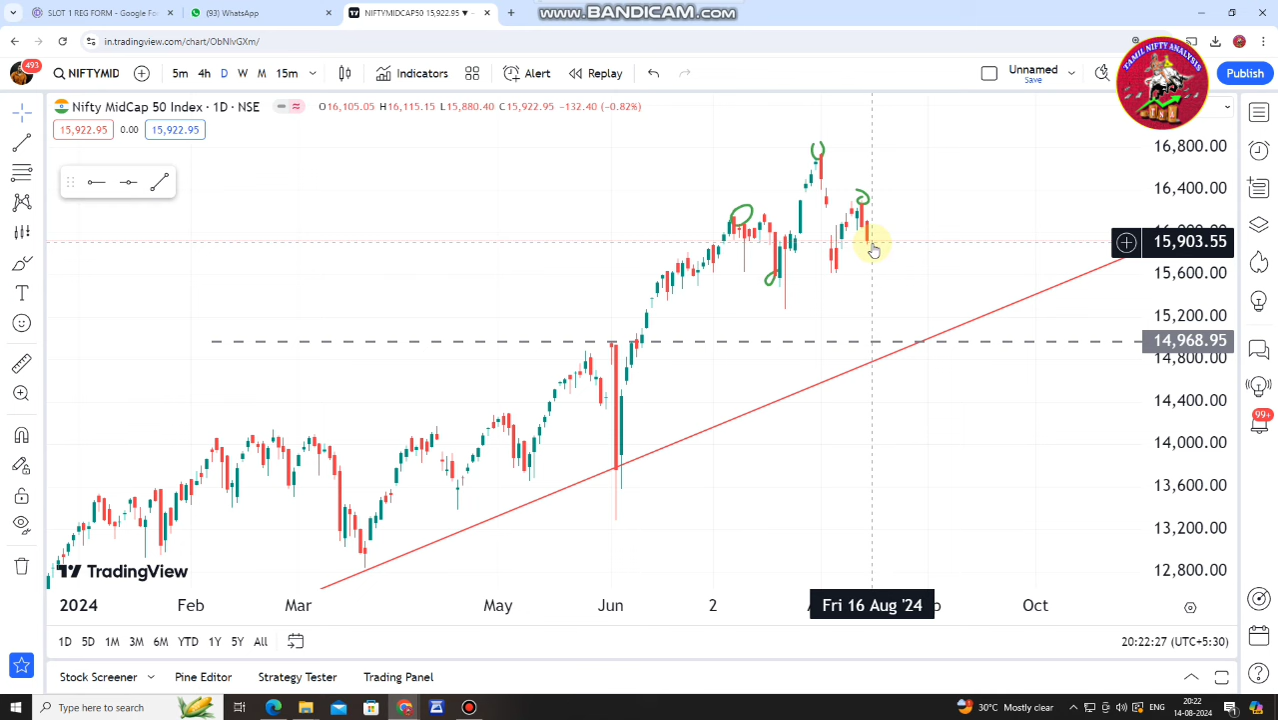 SLOT 1 REG FORM - Google For
(93) WhatsApp
NIFTYMIDCAP50 15,922.95 ▼ -
www.BANDICAM.com
in.tradingview.com/chart/ObNlvGXm/
493
NIFTYMID
5m 4h D W M 15m
Indicators
Alert
Replay
Unnamed
Save
Publish
TAMIL NIFTY ANALYSIS
TNA
Nifty MidCap 50 Index · 1D · NSE
O16,105.05 H16,115.15 L15,880.40 C15,922.95 -132.40 (-0.82%)
15,922.95 0.00 15,922.95
16,800.00
16,400.00
15,903.55
15,600.00
15,200.00
14,968.95
14,800.00
14,400.00
14,000.00
13,600.00
13,200.00
12,800.00
99+
TradingView
2024 Feb Mar May Jun 2 Fri 16 Aug '24 Oct
1D 5D 1M 3M 6M YTD 1Y 5Y All
20:22:27 (UTC+5:30)
Stock Screener Pine Editor Strategy Tester Trading Panel
Type here to search
30°C Mostly clear
ENG
20:22
14-08-2024